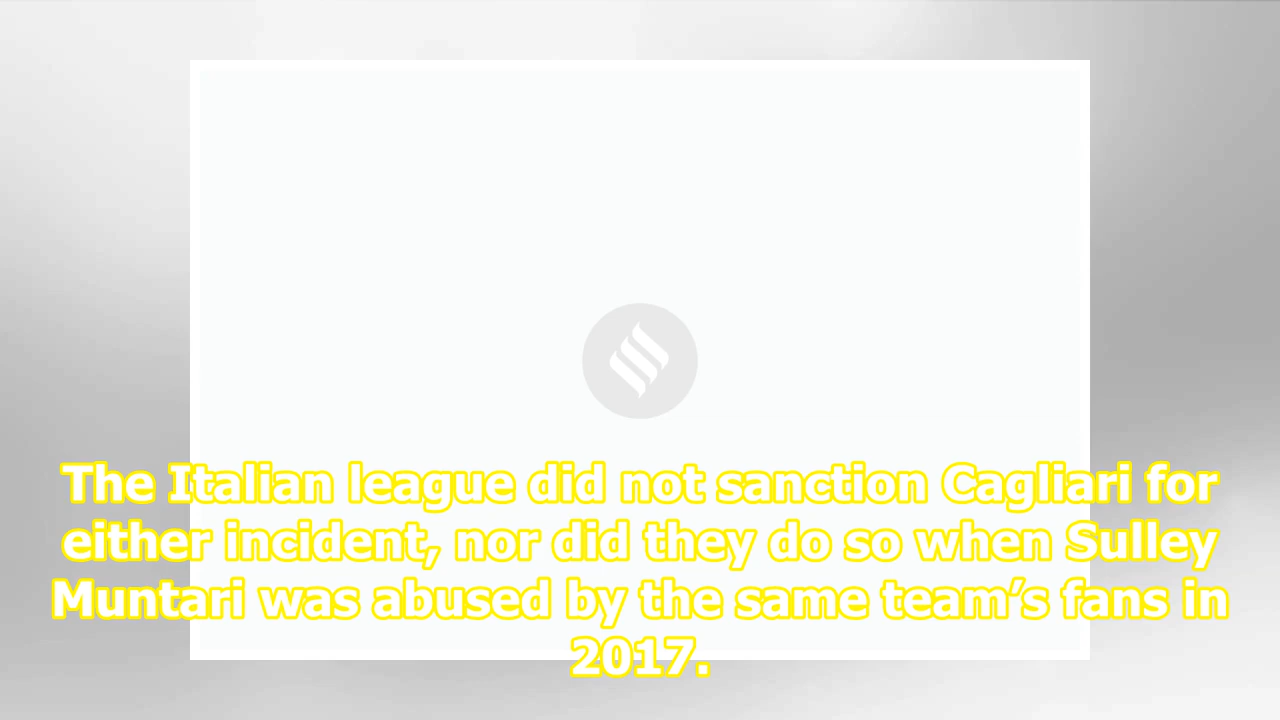 The Italian league did not sanction Cagliari for
either incident, nor did they do so when Sulley
Muntari was abused by the same team’s fans in
2017.